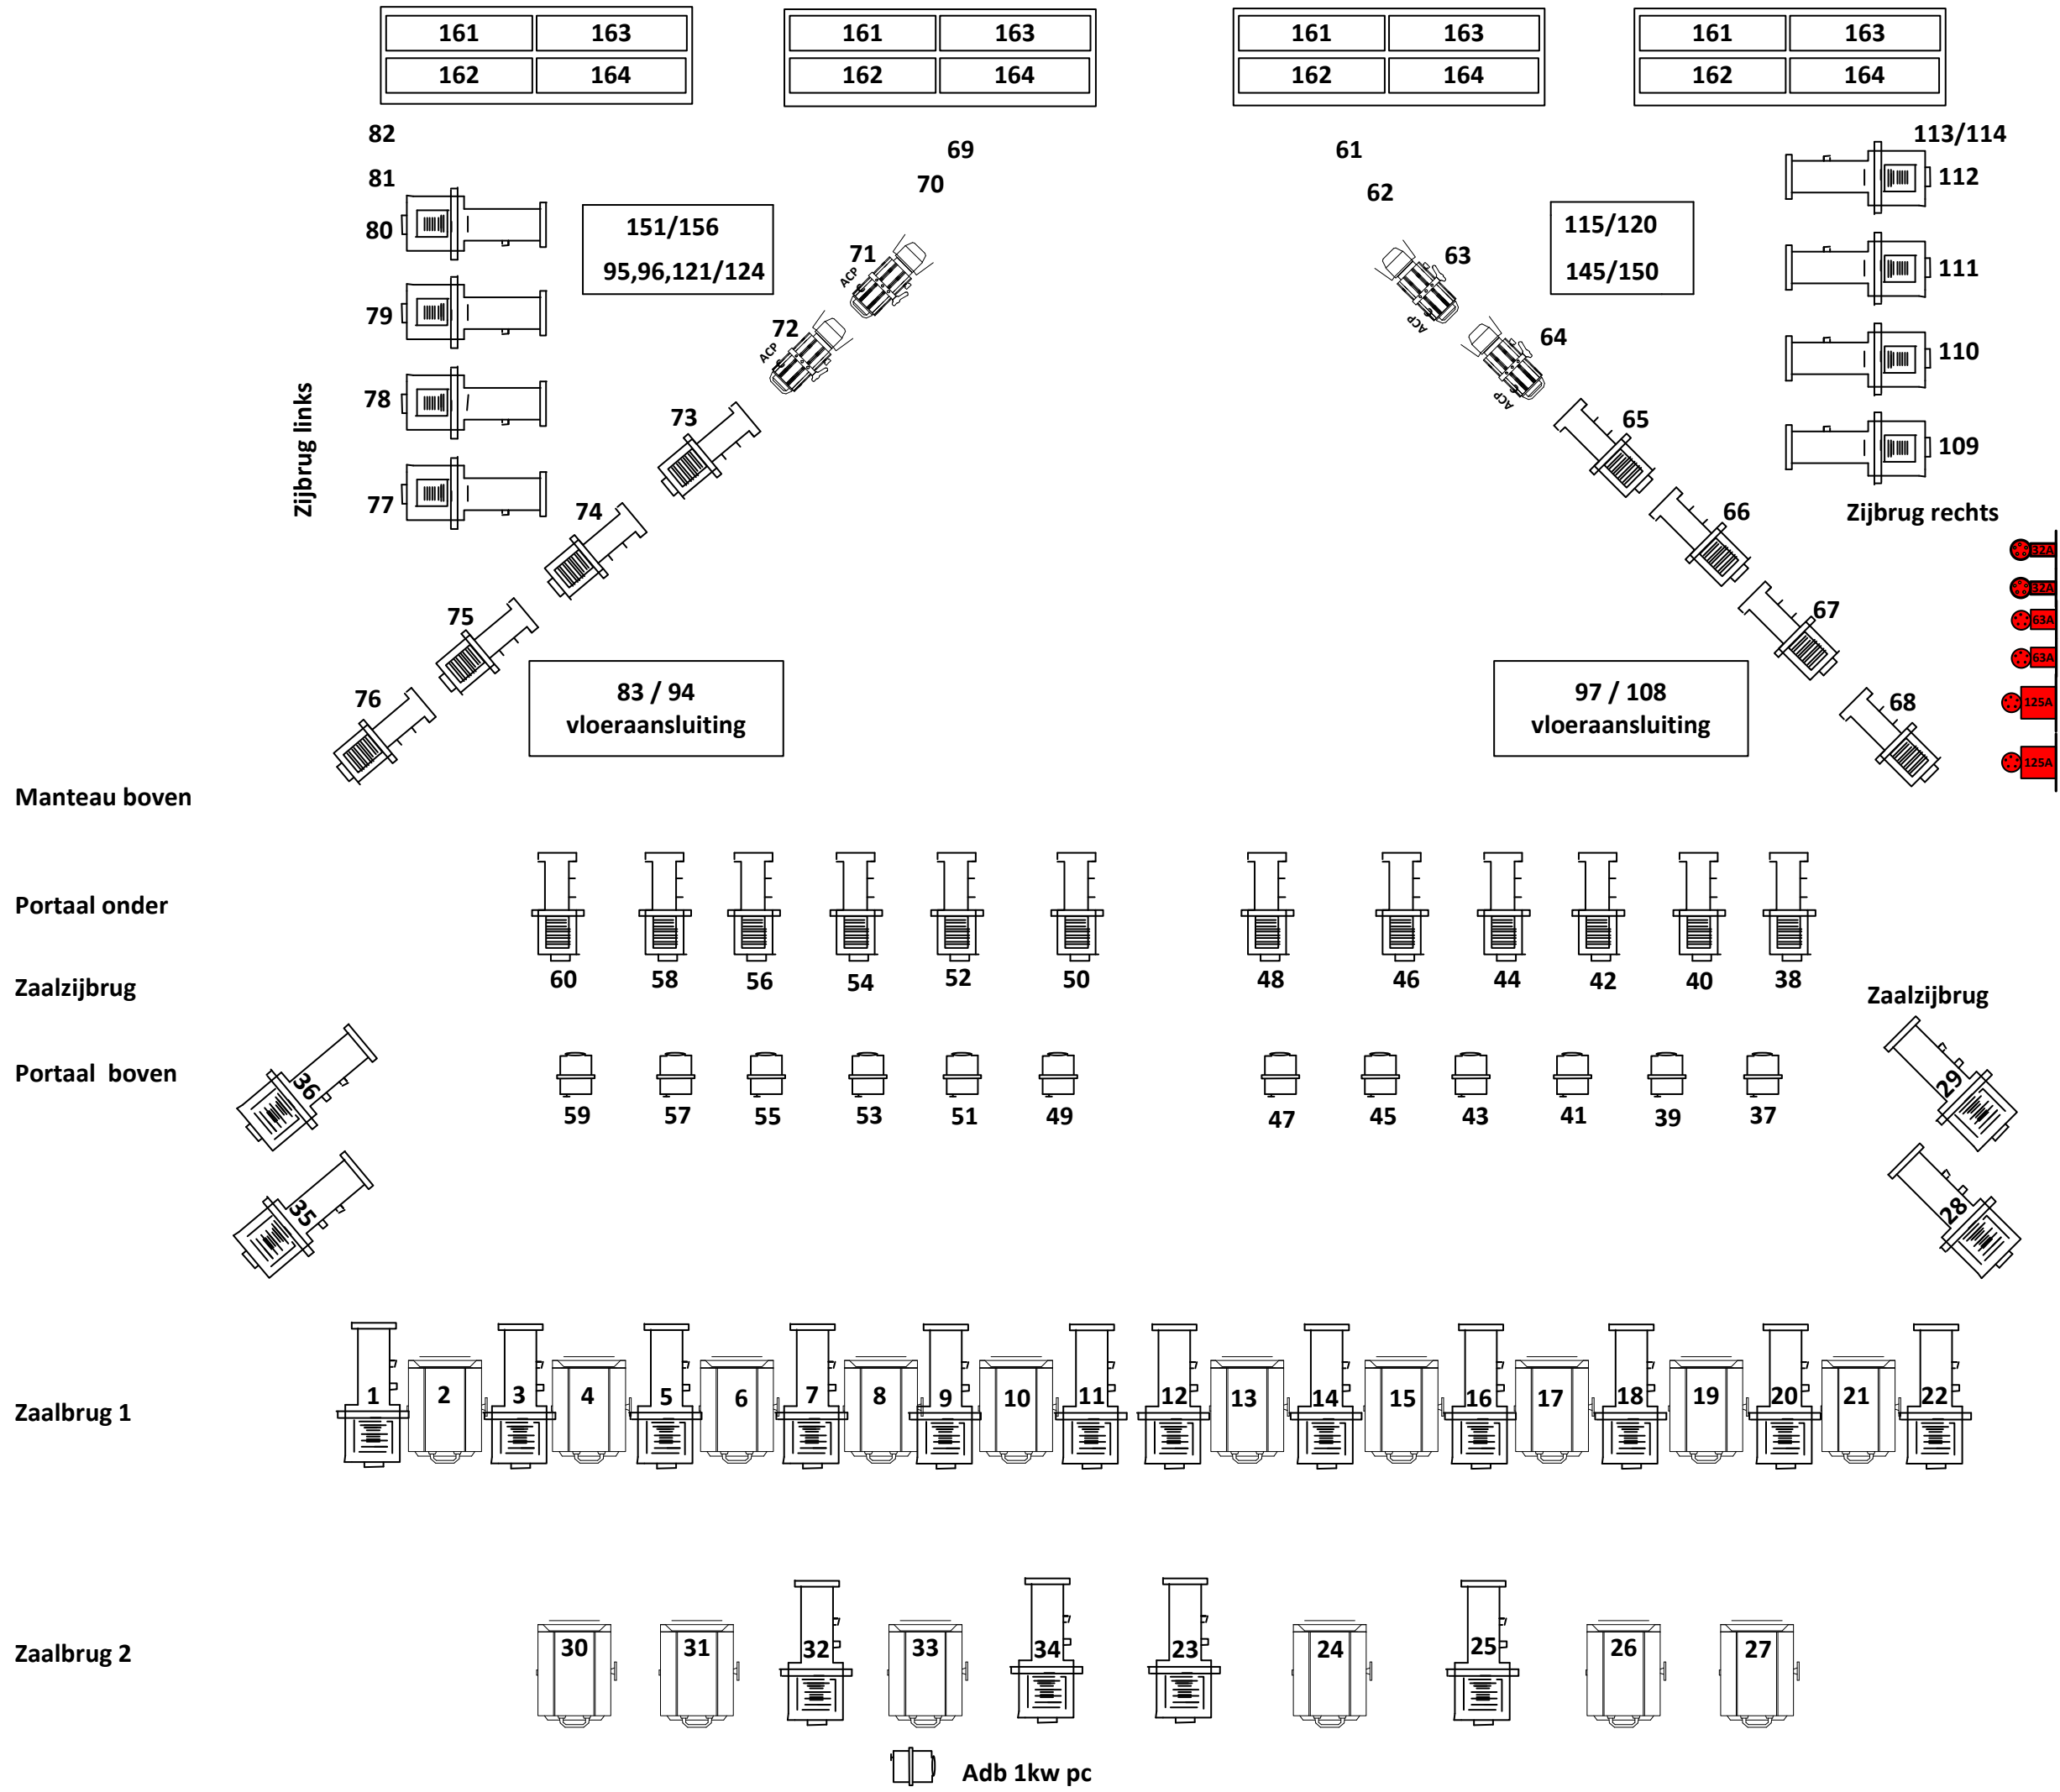 161 163 161 163 161 163 161 163
162 164 162 164 162 164 162 164
82 69 61 113/114
81 70 62 112
80 151/156 115/120
95,96,121/124 71 63 145/150 111
ACP ACP
79 72 64 110
ACP ACP
Zijbrug links
78 73 65 109
77 74 66 Zijbrug rechts
32A
32A
75 67 63A
63A
76 83 / 94 97 / 108 68 125A
vloeraansluiting vloeraansluiting
125A
Manteau boven
Portaal onder
60 58 56 54 52 50 48 46 44 42 40 38
Zaalzijbrug Zaalzijbrug
Portaal boven 36 29
59 57 55 53 51 49 47 45 43 41 39 37
35 28
Zaalbrug 1 1 2 3 4 5 6 7 8 9 10 11 12 13 14 15 16 17 18 19 20 21 22
Zaalbrug 2 30 31 32 33 34 23 24 25 26 27
Adb 1kw pc